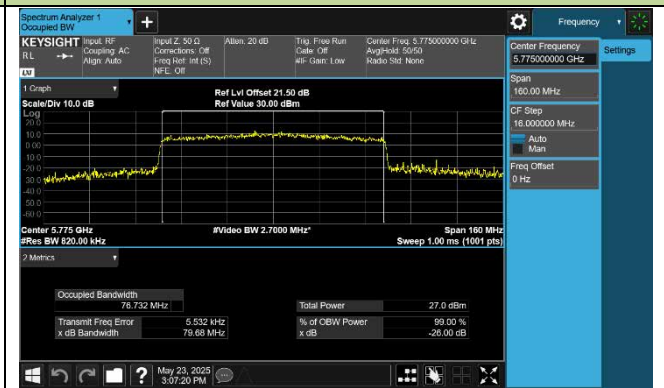 Spectrum Analyzer 1
Occupied BW
+
Frequency
KEYSIGHT
RL
LXI
Input: RF
Coupling: AC
Align: Auto
Input Z: 50 Ω
Corrections: Off
Freq Ref: Int (S)
NFE: Off
Atten: 20 dB
Trig: Free Run
Gate: Off
#IF Gain: Low
Center Freq: 5.775000000 GHz
Avg|Hold: 50/50
Radio Std: None
Center Frequency
5.775000000 GHz
Settings
Span
160.00 MHz
CF Step
16.000000 MHz
Auto
Man
Freq Offset
0 Hz
1 Graph
Scale/Div 10.0 dB
Ref Lvl Offset 21.50 dB
Ref Value 30.00 dBm
Log
20.0
10.0
0.00
-10.0
-20.0
-30.0
-40.0
-50.0
-60.0
Center 5.775 GHz
#Res BW 820.00 kHz
#Video BW 2.7000 MHz*
Span 160 MHz
Sweep 1.00 ms (1001 pts)
2 Metrics
Occupied Bandwidth
76.732 MHz
Total Power 27.0 dBm
Transmit Freq Error 5.532 kHz
% of OBW Power 99.00 %
x dB Bandwidth 79.68 MHz
x dB -26.00 dB
?
May 23, 2025
3:07:20 PM